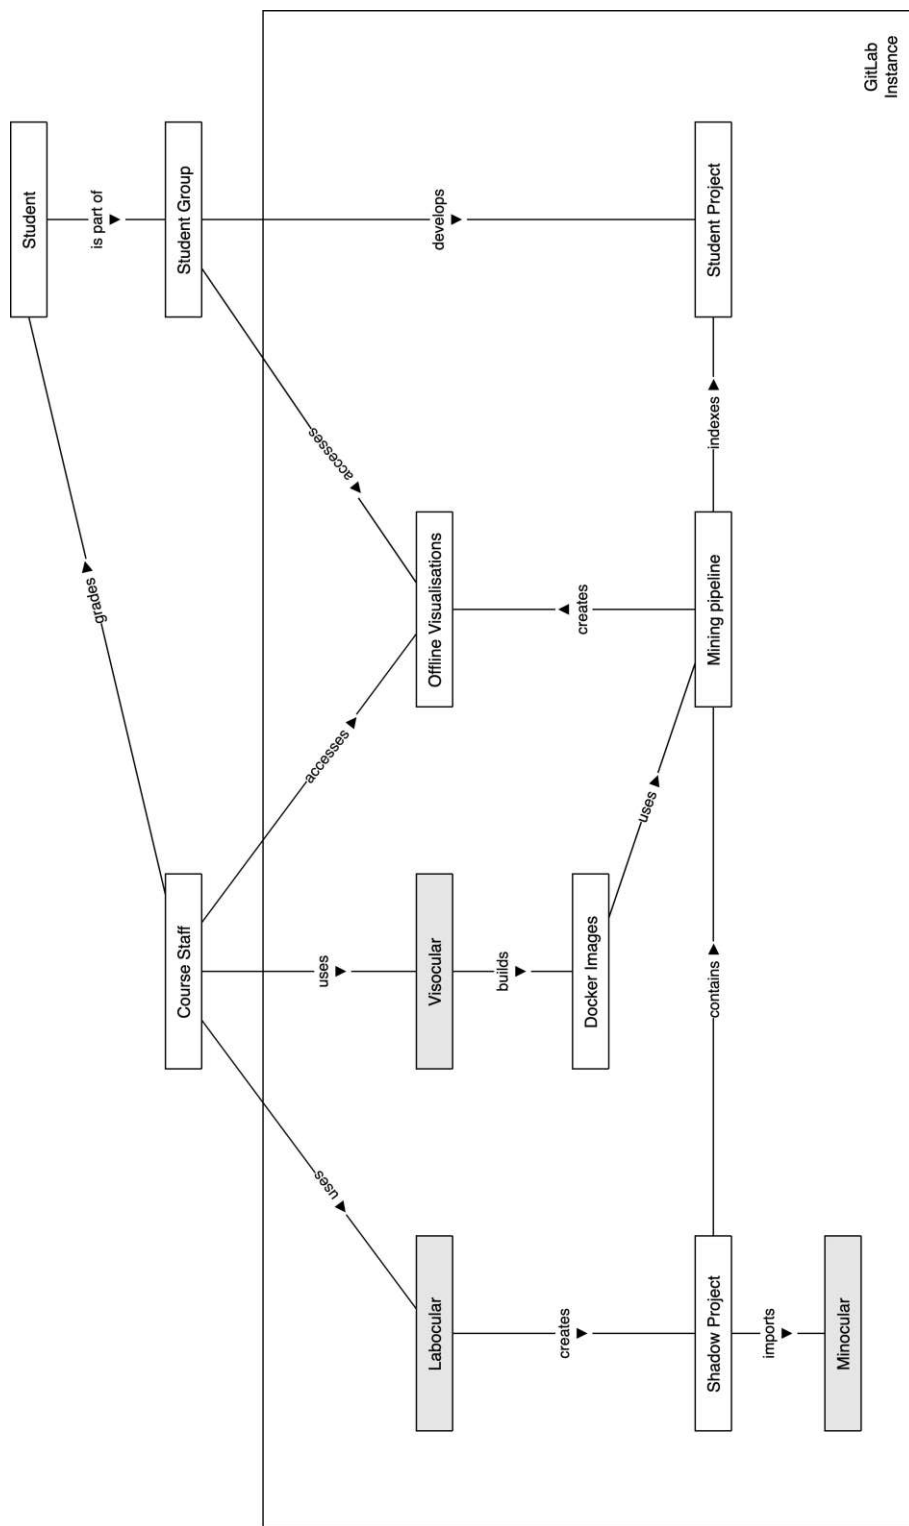 Student
grades
is part of
Course Staff
Student Group
uses
uses
accesses
accesses
develops
Labocular
Visocular
Offline Visualisations
builds
creates
creates
Docker Images
uses
Shadow Project
contains
Mining pipeline
indexes
Student Project
imports
Minocular
GitLab
Instance